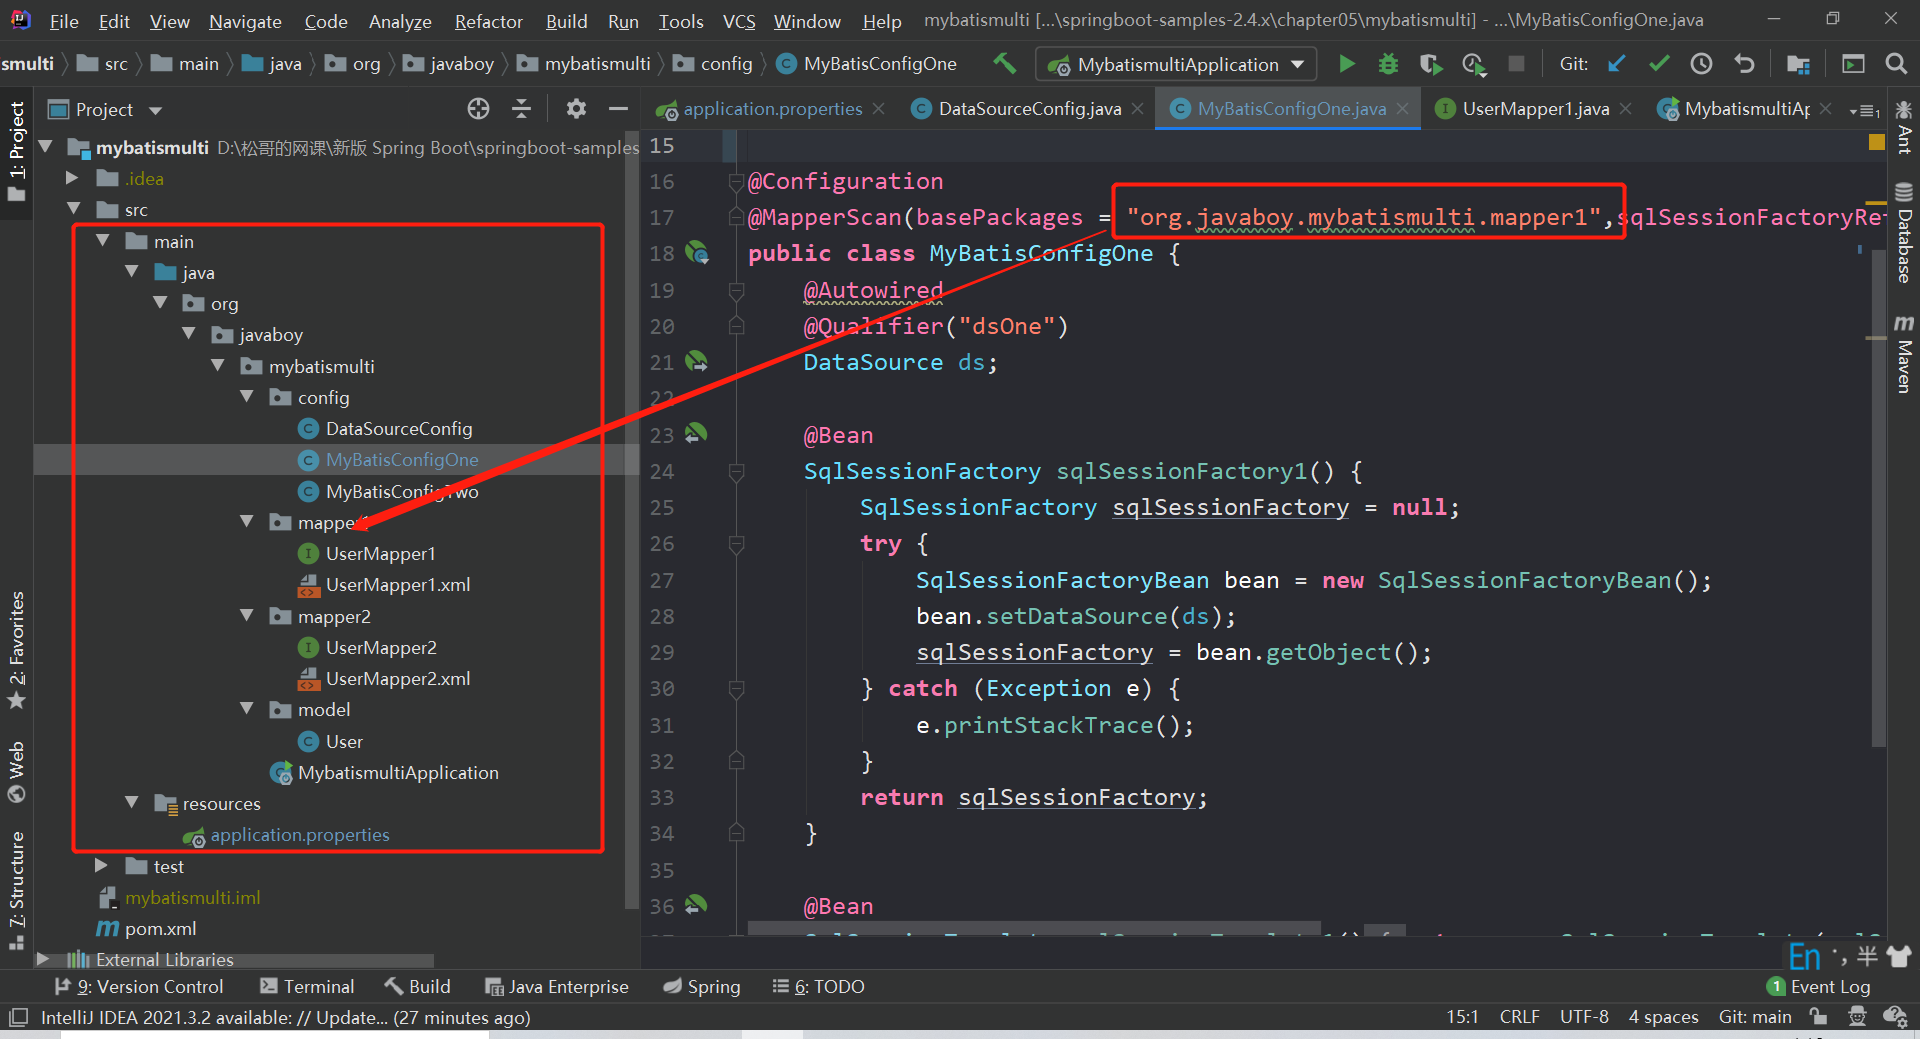 File Edit View Navigate Code Analyze Refactor Build Run Tools VCS Window Help mybatismulti [...\springboot-samples-2.4.x\chapter05\mybatismulti] - ...\MyBatisConfigOne.java
smulti src main java org javaboy mybatismulti config MyBatisConfigOne MybatismultiApplication Git:
Project
application.properties DataSourceConfig.java MyBatisConfigOne.java UserMapper1.java MybatismultiAp
1: Project
2: Favorites
Web
7: Structure
mybatismulti D:\松哥的网课\新版 Spring Boot\springboot-samples
.idea
src
main
java
org
javaboy
mybatismulti
config
DataSourceConfig
MyBatisConfigOne
MyBatisConfigTwo
mapper1
UserMapper1
UserMapper1.xml
mapper2
UserMapper2
UserMapper2.xml
model
User
MybatismultiApplication
resources
application.properties
test
mybatismulti.iml
pom.xml
External Libraries
15
16 @Configuration
17 @MapperScan(basePackages = "org.javaboy.mybatismulti.mapper1",sqlSessionFactoryRe
18 public class MyBatisConfigOne {
19 @Autowired
20 @Qualifier("dsOne")
21 DataSource ds;
22
23 @Bean
24 SqlSessionFactory sqlSessionFactory1() {
25 SqlSessionFactory sqlSessionFactory = null;
26 try {
27 SqlSessionFactoryBean bean = new SqlSessionFactoryBean();
28 bean.setDataSource(ds);
29 sqlSessionFactory = bean.getObject();
30 } catch (Exception e) {
31 e.printStackTrace();
32 }
33 return sqlSessionFactory;
34 }
35
36 @Bean
Ant
Database
Maven
En 半
9: Version Control Terminal Build Java Enterprise Spring 6: TODO 1 Event Log
IntelliJ IDEA 2021.3.2 available: // Update... (27 minutes ago) 15:1 CRLF UTF-8 4 spaces Git: main